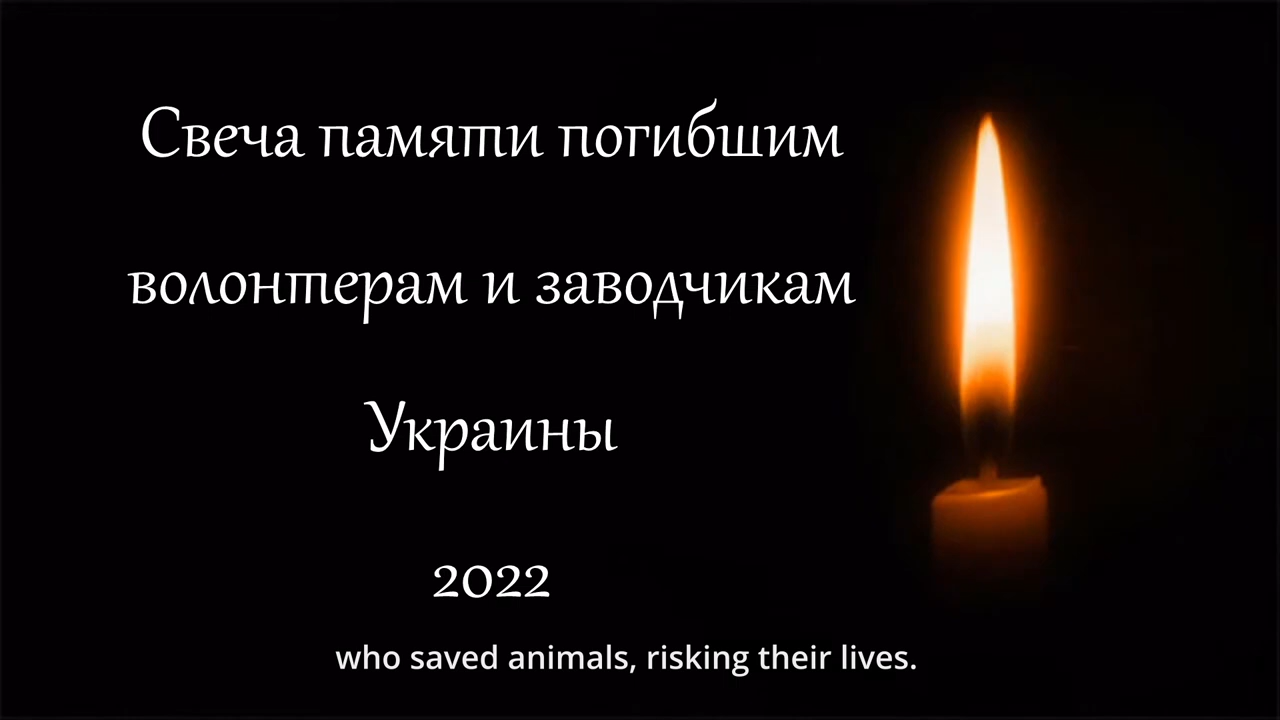 Свеча памяти погибшим
волонтерам и заводчикам
Украины
2022
who saved animals, risking their lives.